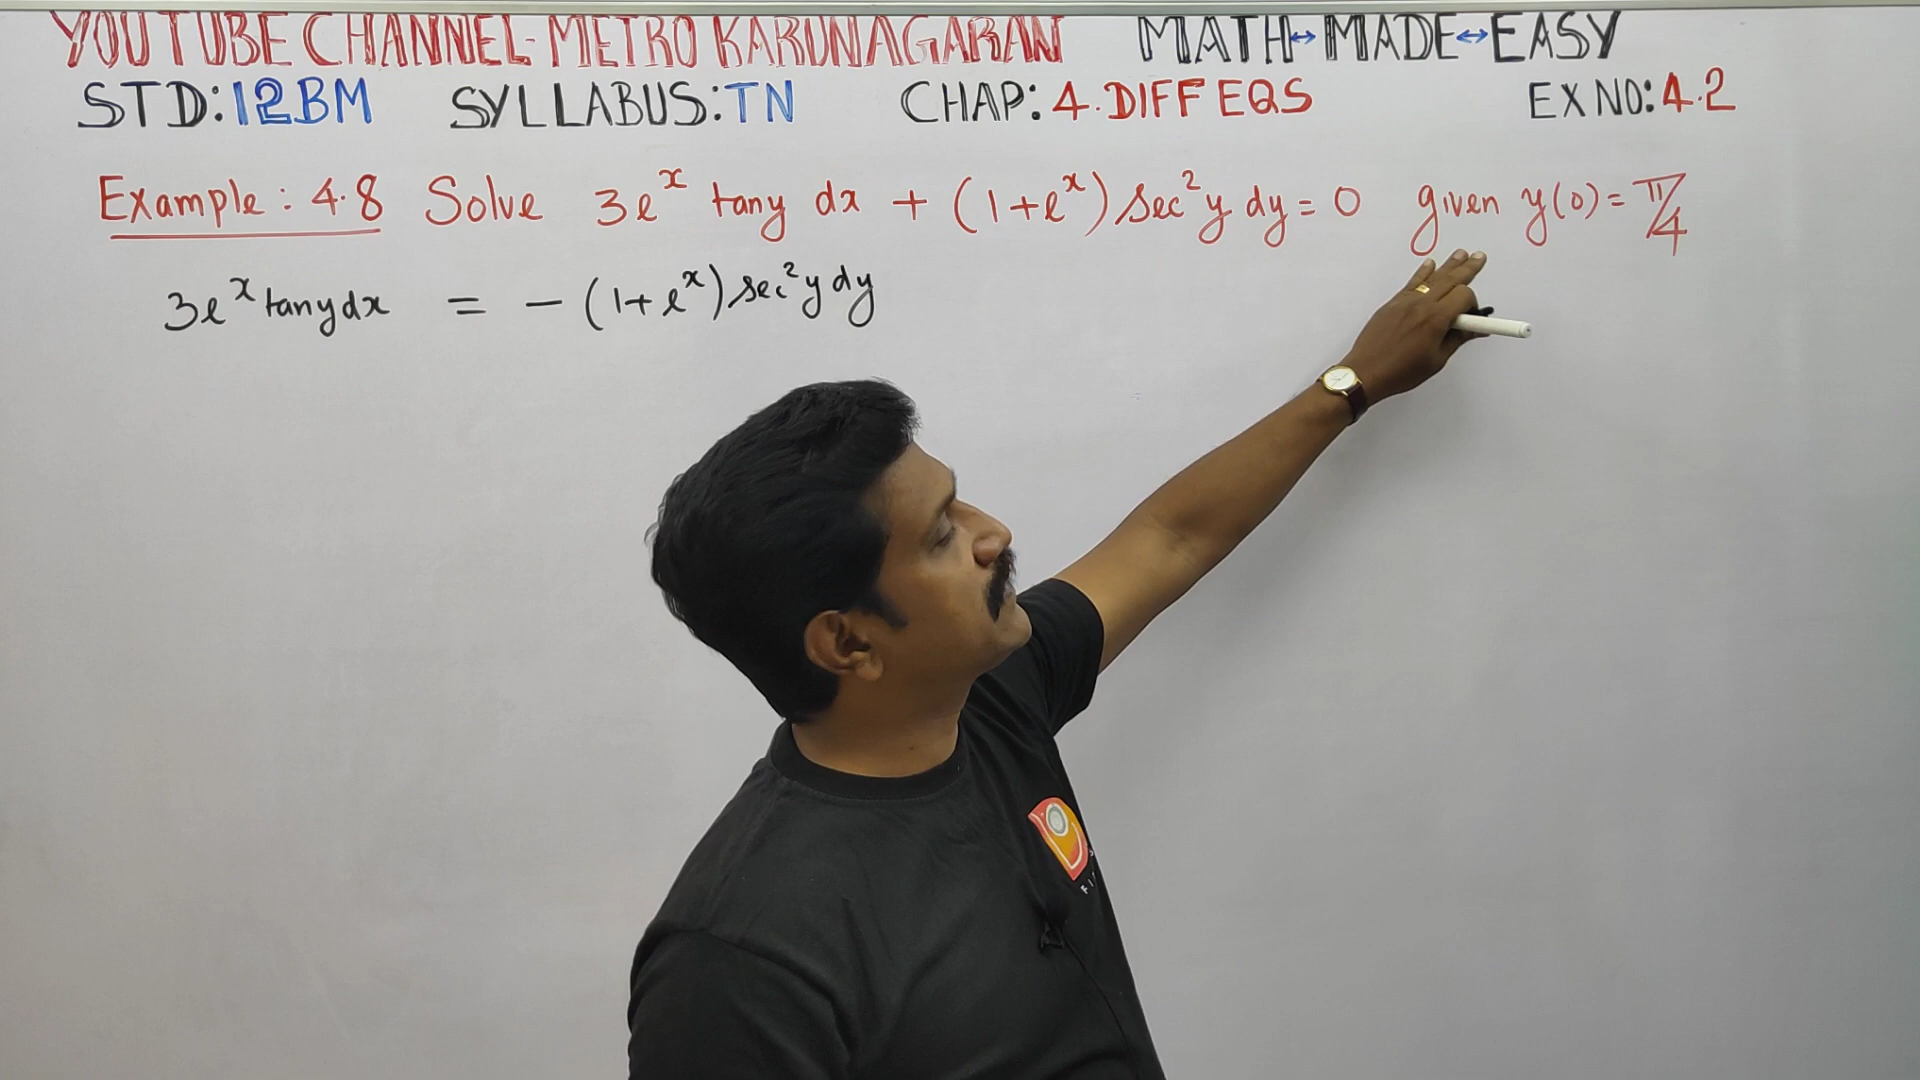 YOUTUBE CHANNEL-METRO KARUNAGARAN MATH↔MADE↔EASY
STD:12BM SYLLABUS:TN CHAP: 4.DIFF EQS EX NO:4.2
Example: 4.8 Solve 3e^x tany dx + (1+e^x) sec²y dy = 0 given y(0) = π/4
3e^x tany dx = - (1+e^x) sec²y dy